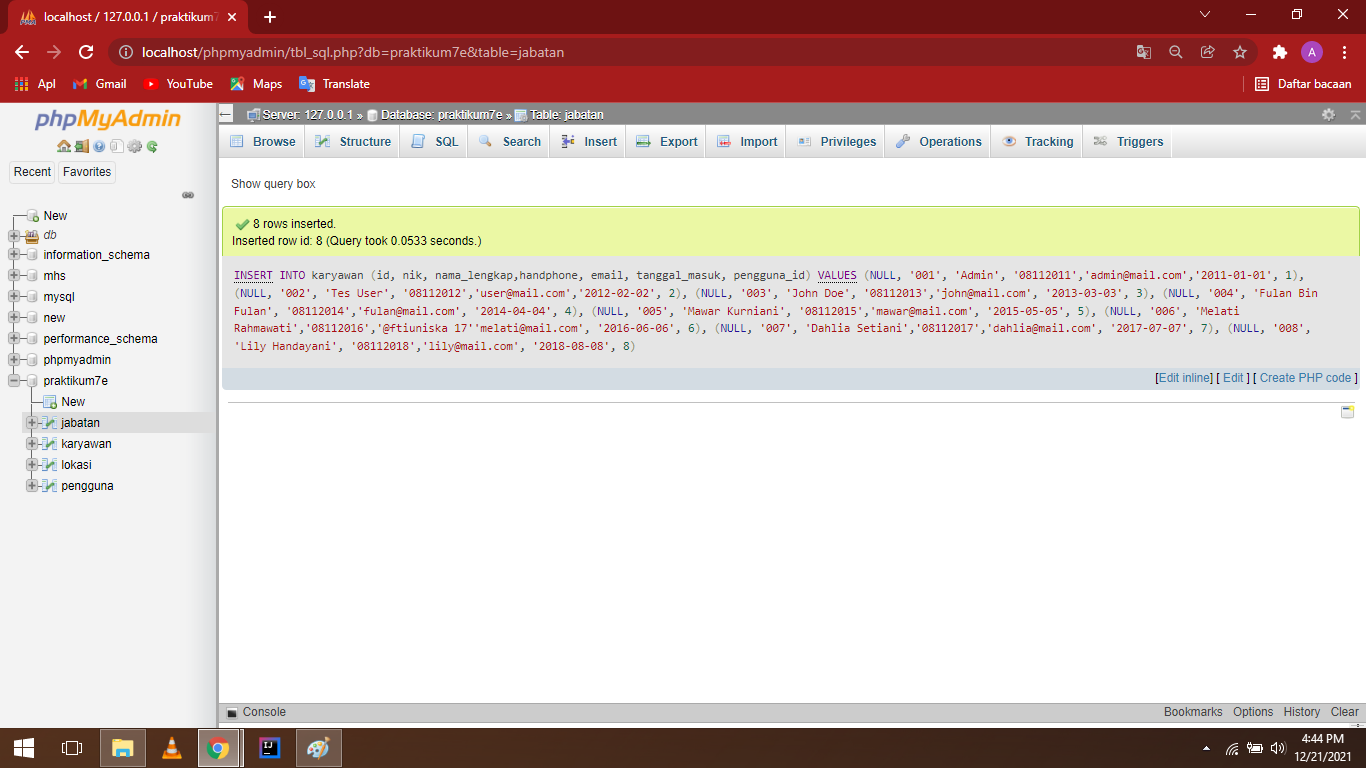 localhost / 127.0.0.1 / praktikum7
localhost/phpmyadmin/tbl_sql.php?db=praktikum7e&table=jabatan
A
Apl Gmail YouTube Maps Translate Daftar bacaan
phpMyAdmin
Recent Favorites
New
db
information_schema
mhs
mysql
new
performance_schema
phpmyadmin
praktikum7e
New
jabatan
karyawan
lokasi
pengguna
Server: 127.0.0.1 » Database: praktikum7e » Table: jabatan
Browse Structure SQL Search Insert Export Import Privileges Operations Tracking Triggers
Show query box
8 rows inserted.
Inserted row id: 8 (Query took 0.0533 seconds.)
INSERT INTO karyawan (id, nik, nama_lengkap,handphone, email, tanggal_masuk, pengguna_id) VALUES (NULL, '001', 'Admin', '08112011','admin@mail.com','2011-01-01', 1),
(NULL, '002', 'Tes User', '08112012','user@mail.com','2012-02-02', 2), (NULL, '003', 'John Doe', '08112013','john@mail.com', '2013-03-03', 3), (NULL, '004', 'Fulan Bin
Fulan', '08112014','fulan@mail.com', '2014-04-04', 4), (NULL, '005', 'Mawar Kurniani', '08112015','mawar@mail.com', '2015-05-05', 5), (NULL, '006', 'Melati
Rahmawati','08112016','@ftiuniska 17''melati@mail.com', '2016-06-06', 6), (NULL, '007', 'Dahlia Setiani','08112017','dahlia@mail.com', '2017-07-07', 7), (NULL, '008',
'Lily Handayani', '08112018','lily@mail.com', '2018-08-08', 8)
[Edit inline] [ Edit ] [ Create PHP code ]
Console Bookmarks Options History Clear
IJ
4:44 PM
12/21/2021